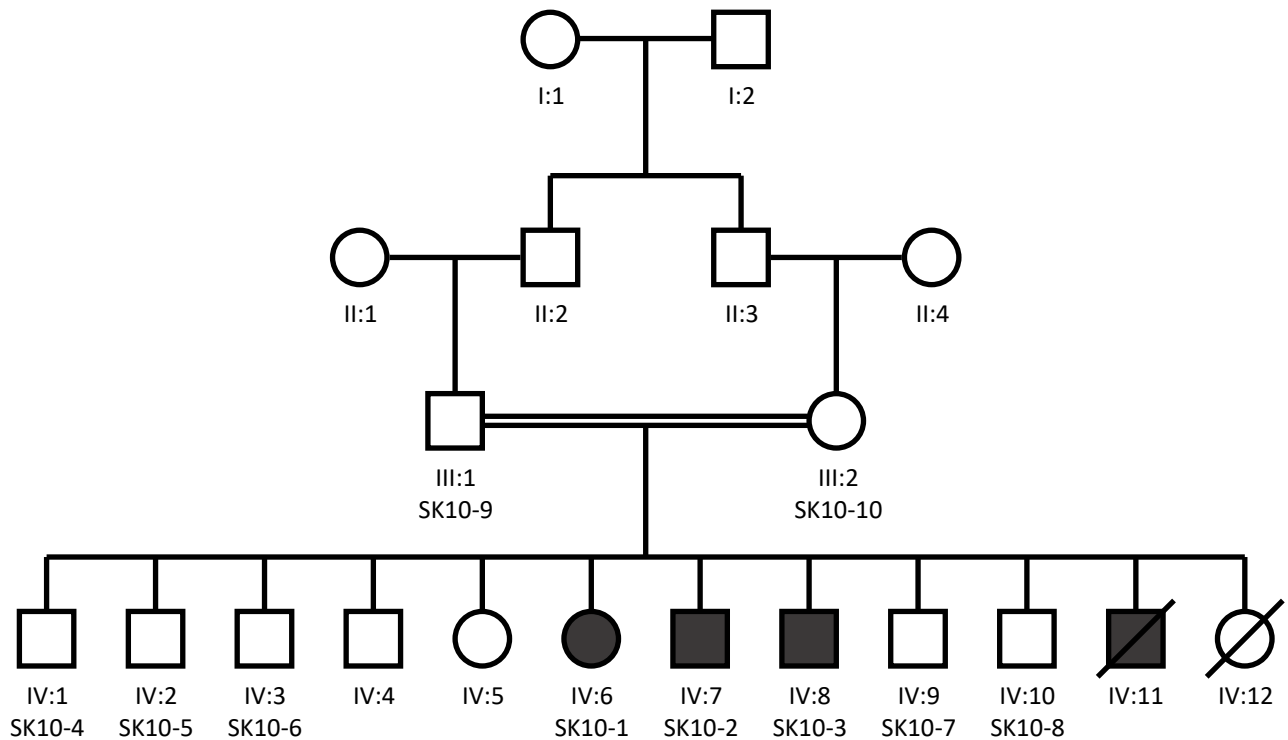 I:1 I:2
II:1 II:2 II:3 II:4
III:1 III:2
SK10-9 SK10-10
IV:1 IV:2 IV:3 IV:4 IV:5 IV:6 IV:7 IV:8 IV:9 IV:10 IV:11 IV:12
SK10-4 SK10-5 SK10-6 SK10-1 SK10-2 SK10-3 SK10-7 SK10-8